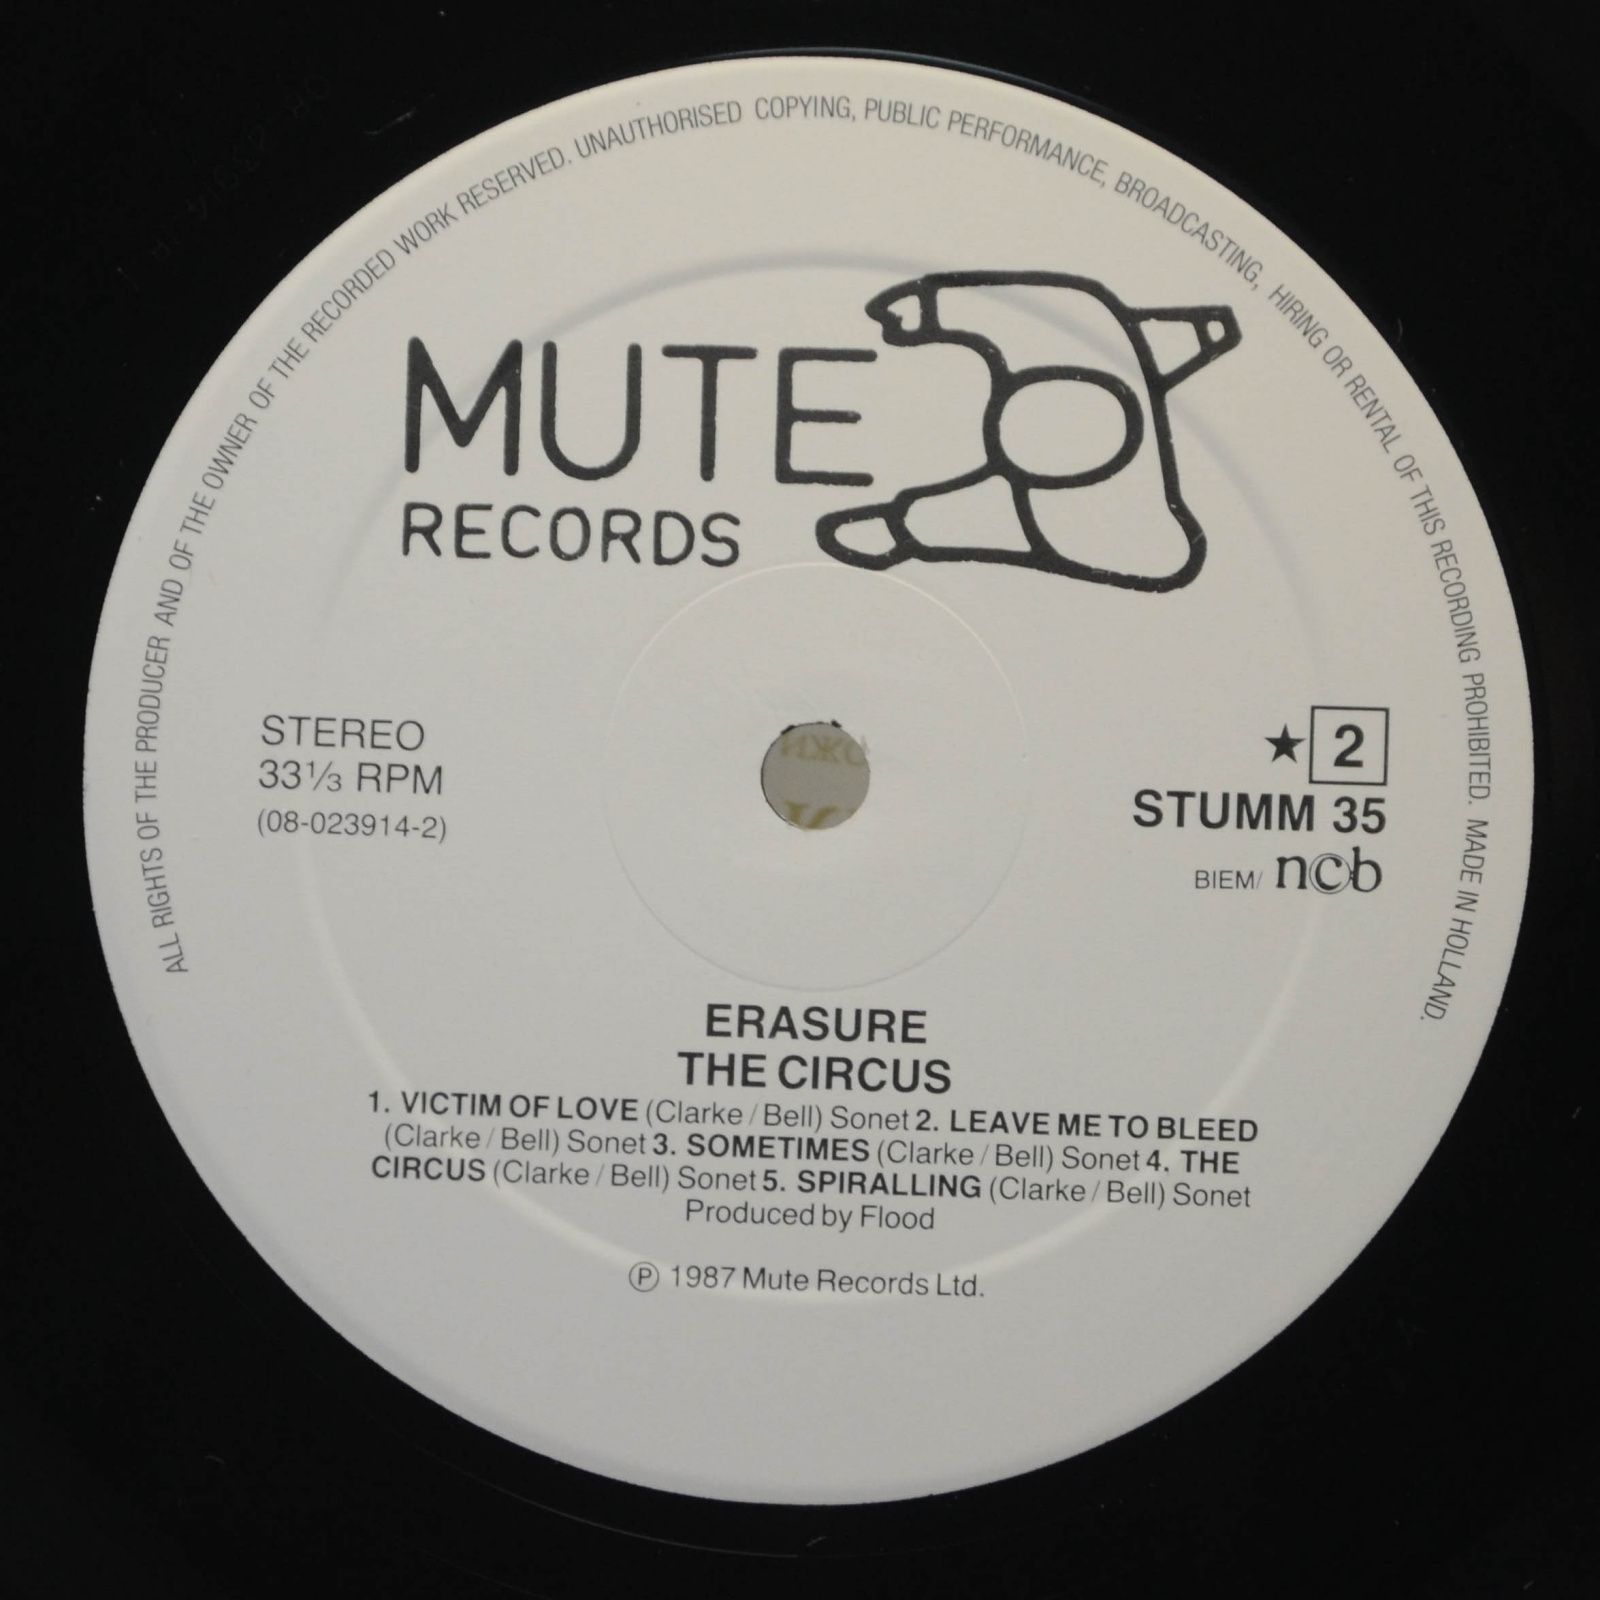 ALL RIGHTS OF THE PRODUCER AND OF THE OWNER OF THE RECORDED WORK RESERVED. UNAUTHORISED COPYING, PUBLIC PERFORMANCE, BROADCASTING, HIRING OR RENTAL OF THIS RECORDING PROHIBITED. MADE IN HOLLAND.
MUTE
RECORDS
STEREO
33⅓ RPM
(08-023914-2)
★ 2
STUMM 35
BIEM/ ncb
ERASURE
THE CIRCUS
1. VICTIM OF LOVE (Clarke / Bell) Sonet 2. LEAVE ME TO BLEED
(Clarke / Bell) Sonet 3. SOMETIMES (Clarke / Bell) Sonet 4. THE
CIRCUS (Clarke / Bell) Sonet 5. SPIRALLING (Clarke / Bell) Sonet
Produced by Flood
Ⓟ 1987 Mute Records Ltd.